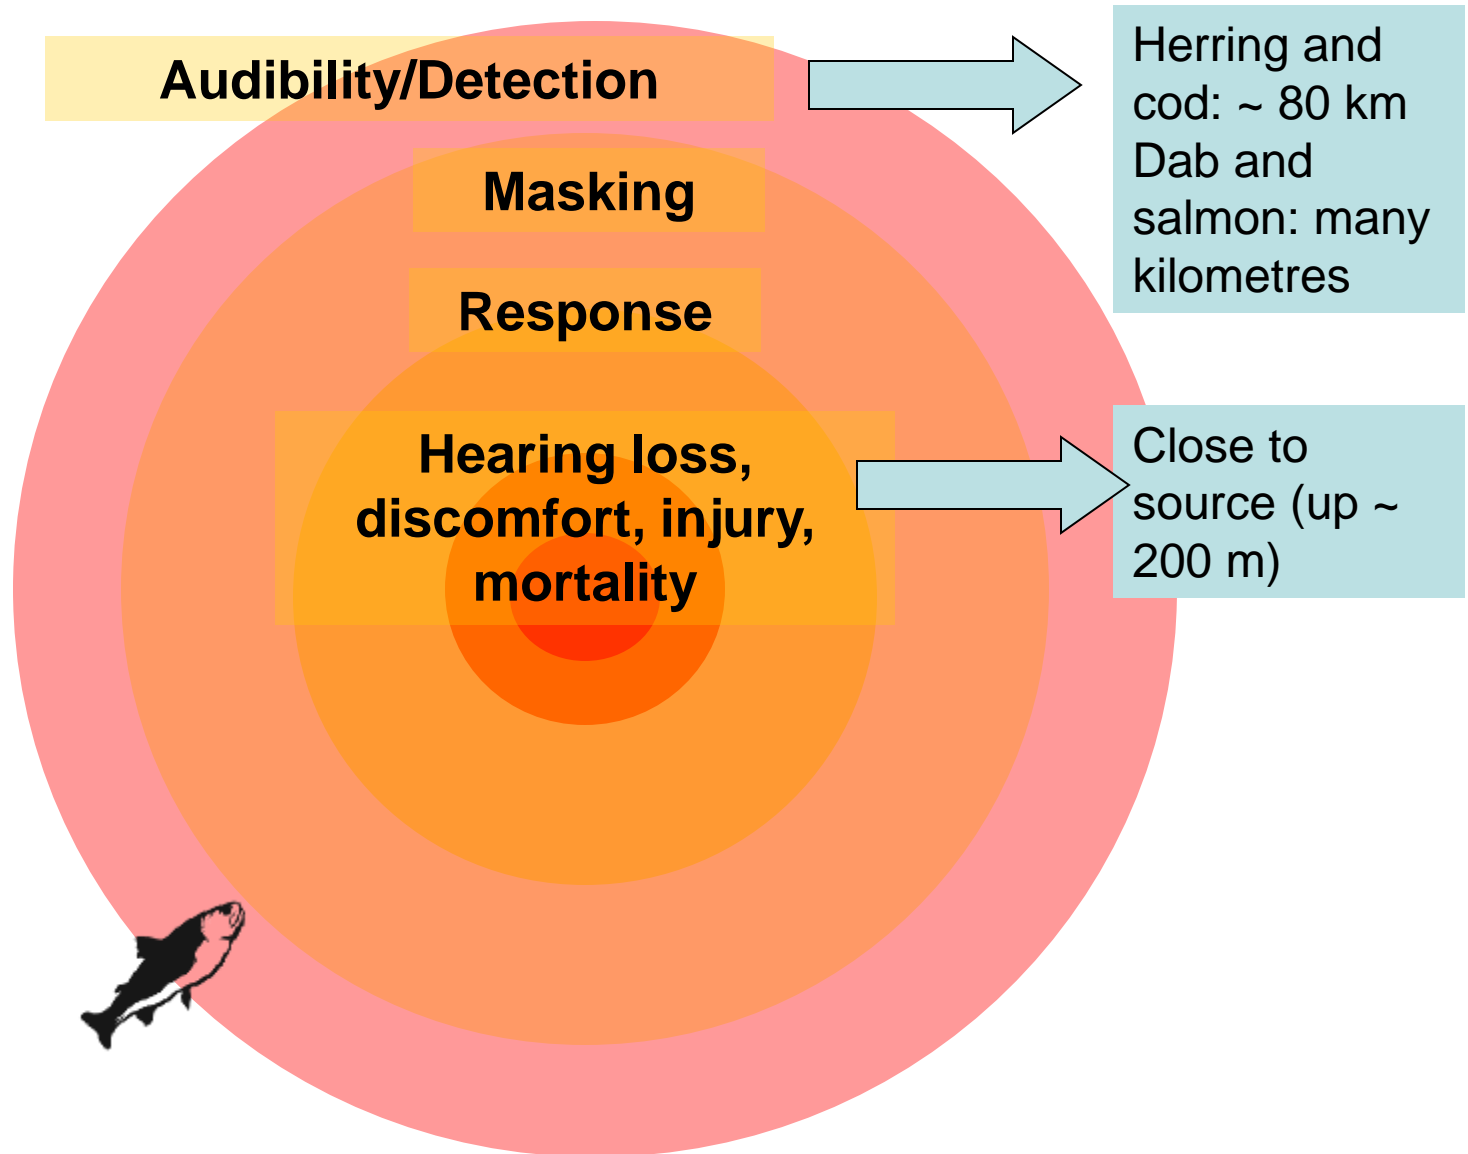 Audibility/Detection
Herring and
cod: ~ 80 km
Dab and
salmon: many
kilometres
Masking
Response
Hearing loss,
discomfort, injury,
mortality
Close to
source (up ~
200 m)